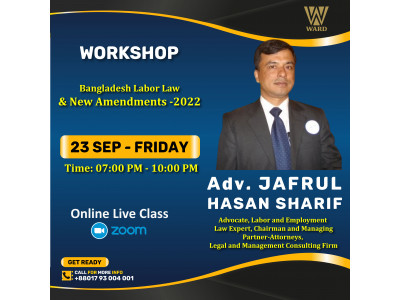 WARD
WORKSHOP
Bangladesh Labor Law
& New Amendments -2022
23 SEP - FRIDAY
Time: 07:00 PM - 10:00 PM
Adv. JAFRUL
HASAN SHARIF
Advocate, Labor and Employment
Law Expert, Chairman and Managing
Partner-Attorneys,
Legal and Management Consulting Firm
Online Live Class
zoom
GET READY
CALL FOR MORE INFO
+88017 93 004 001